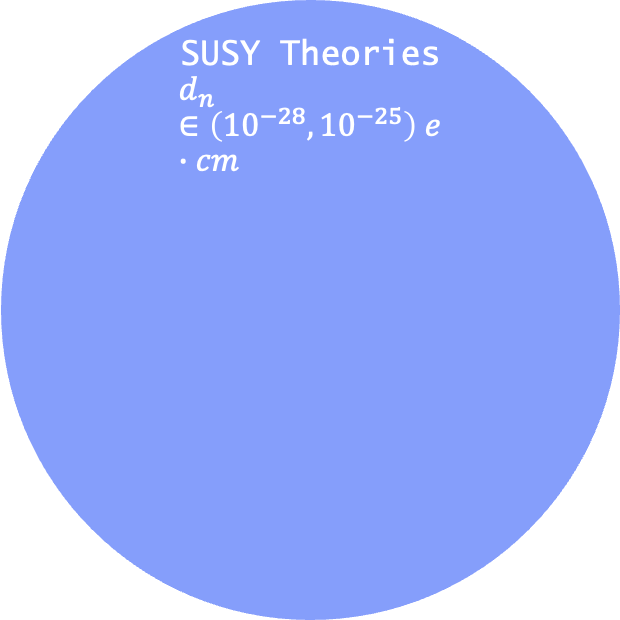 SUSY Theories
𝑑ₙ
∈ (10⁻²⁸, 10⁻²⁵) 𝑒
· 𝑐𝑚